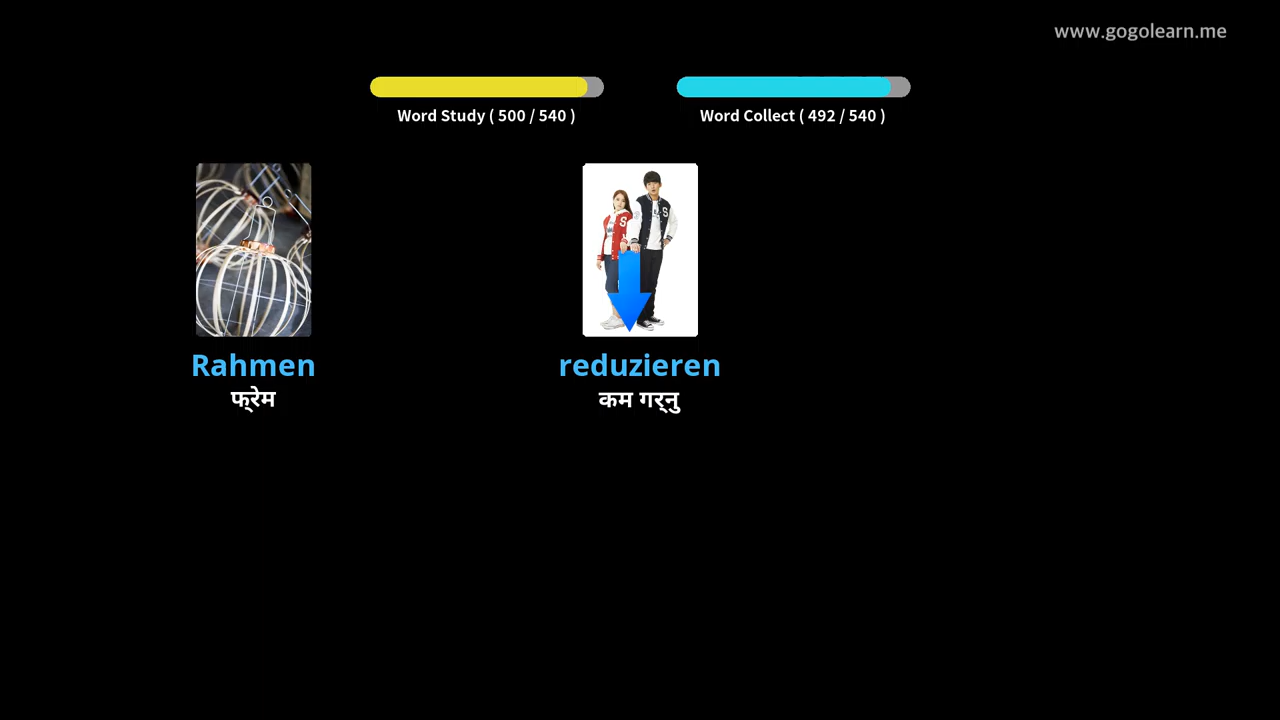 www.gogolearn.me
Word Study ( 500 / 540 )
Word Collect ( 492 / 540 )
Rahmen
फ्रेम
reduzieren
कम गर्नु